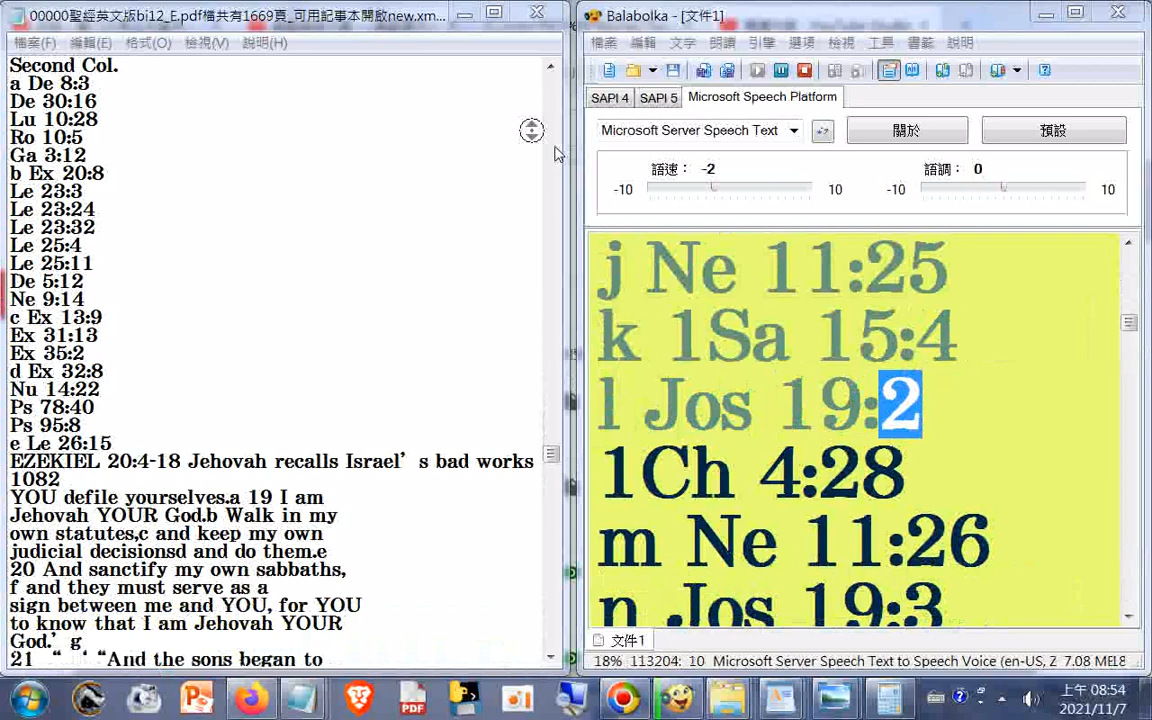 00000聖經英文版bi12_E.pdf檔共有1669頁_可用記事本開啟new.xm...
檔案(F) 編輯(E) 格式(O) 檢視(V) 說明(H)
Second Col.
a De 8:3
De 30:16
Lu 10:28
Ro 10:5
Ga 3:12
b Ex 20:8
Le 23:3
Le 23:24
Le 23:32
Le 25:4
Le 25:11
De 5:12
Ne 9:14
c Ex 13:9
Ex 31:13
Ex 35:2
d Ex 32:8
Nu 14:22
Ps 78:40
Ps 95:8
e Le 26:15
EZEKIEL 20:4-18 Jehovah recalls Israel’s bad works
1082
YOU defile yourselves.a 19 I am
Jehovah YOUR God.b Walk in my
own statutes,c and keep my own
judicial decisionsd and do them.e
20 And sanctify my own sabbaths,
f and they must serve as a
sign between me and YOU, for YOU
to know that I am Jehovah YOUR
God.’g
21 “ ‘ “And the sons began to
Balabolka - [文件1]
檔案 編輯 文字 朗讀 引擎 選項 檢視 工具 書籤 說明
SAPI 4 SAPI 5 Microsoft Speech Platform
Microsoft Server Speech Text 關於 預設
語速： -2 語調： 0
-10 10 -10 10
j Ne 11:25
k 1Sa 15:4
l Jos 19:2
1Ch 4:28
m Ne 11:26
n Jos 19:3
文件1
18% 113204: 10 Microsoft Server Speech Text to Speech Voice (en-US, Z 7.08 ME
上午 08:54
2021/11/7